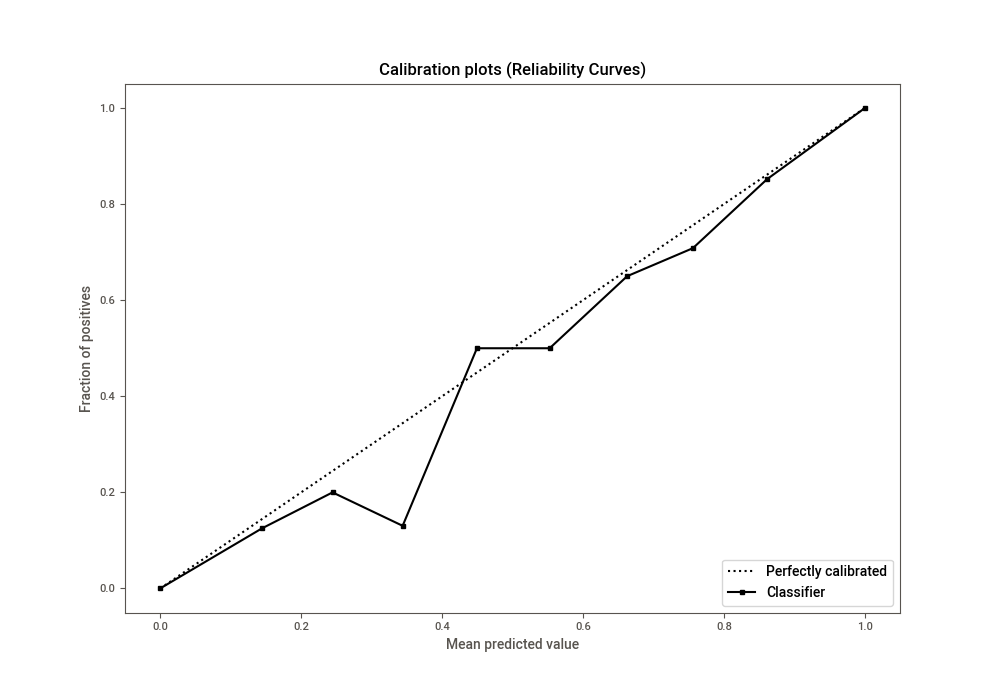 Calibration plots (Reliability Curves)
Fraction of positives
1.0
0.8
0.6
0.4
0.2
0.0
0.0 0.2 0.4 0.6 0.8 1.0
Mean predicted value
Perfectly calibrated
Classifier